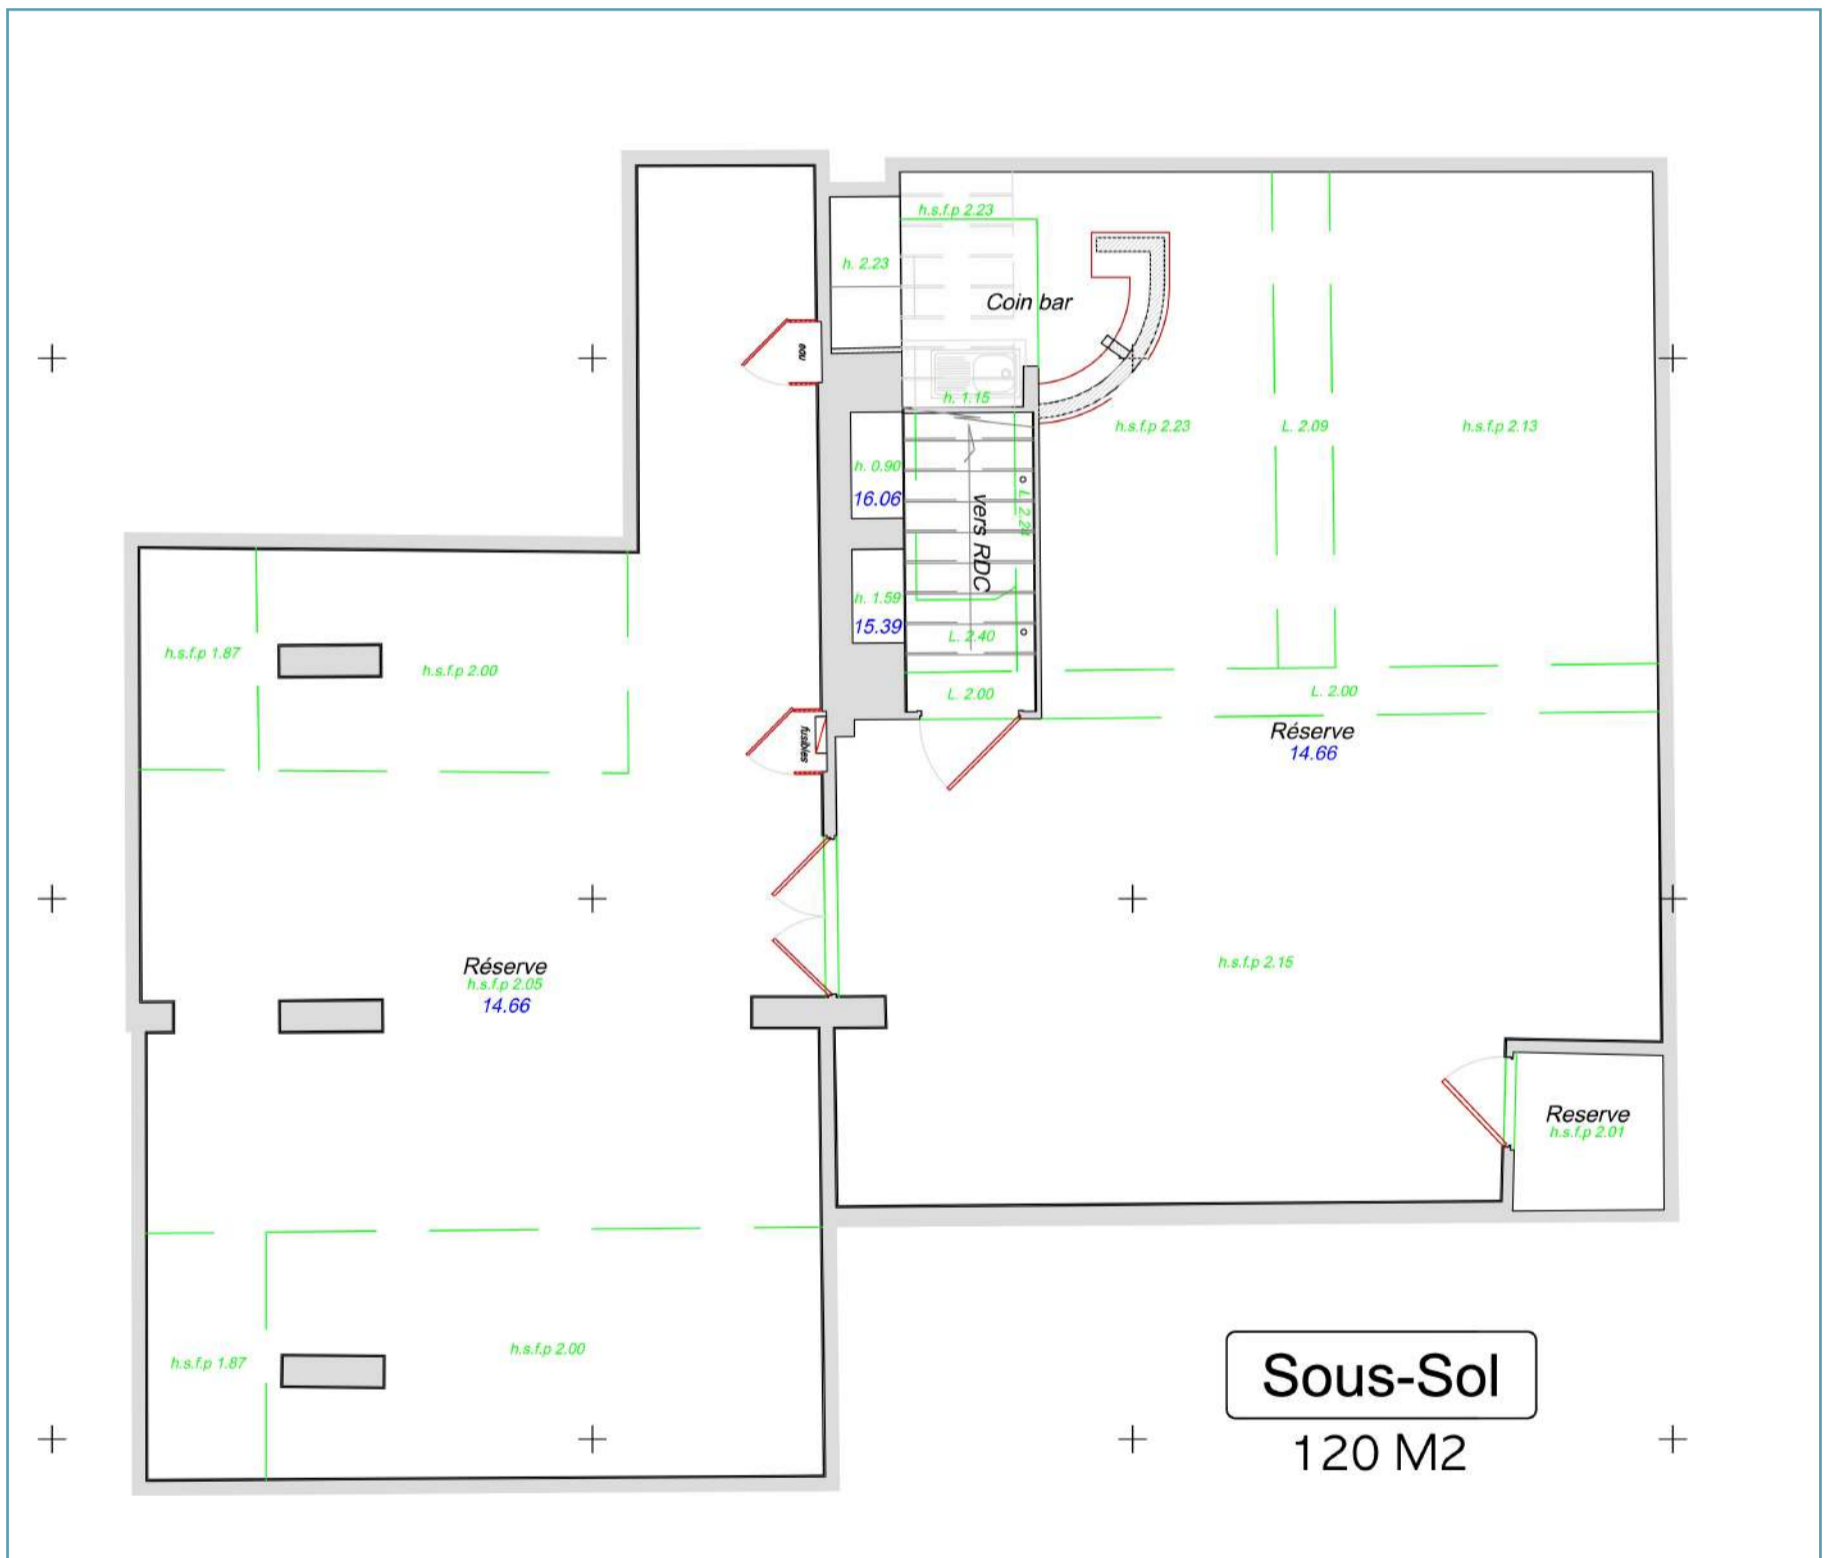 h.s.f.p 2.23
h. 2.23
Coin bar
eau
h. 1.15
h.s.f.p 2.23
L. 2.09
h.s.f.p 2.13
h. 0.90
16.06
vers RDC
h. 1.59
15.39
L. 2.40
h.s.f.p 1.87
h.s.f.p 2.00
L. 2.00
L. 2.00
fusibles
Réserve
14.66
Réserve
h.s.f.p 2.05
14.66
h.s.f.p 2.15
Reserve
h.s.f.p 2.01
h.s.f.p 1.87
h.s.f.p 2.00
Sous-Sol
120 M2